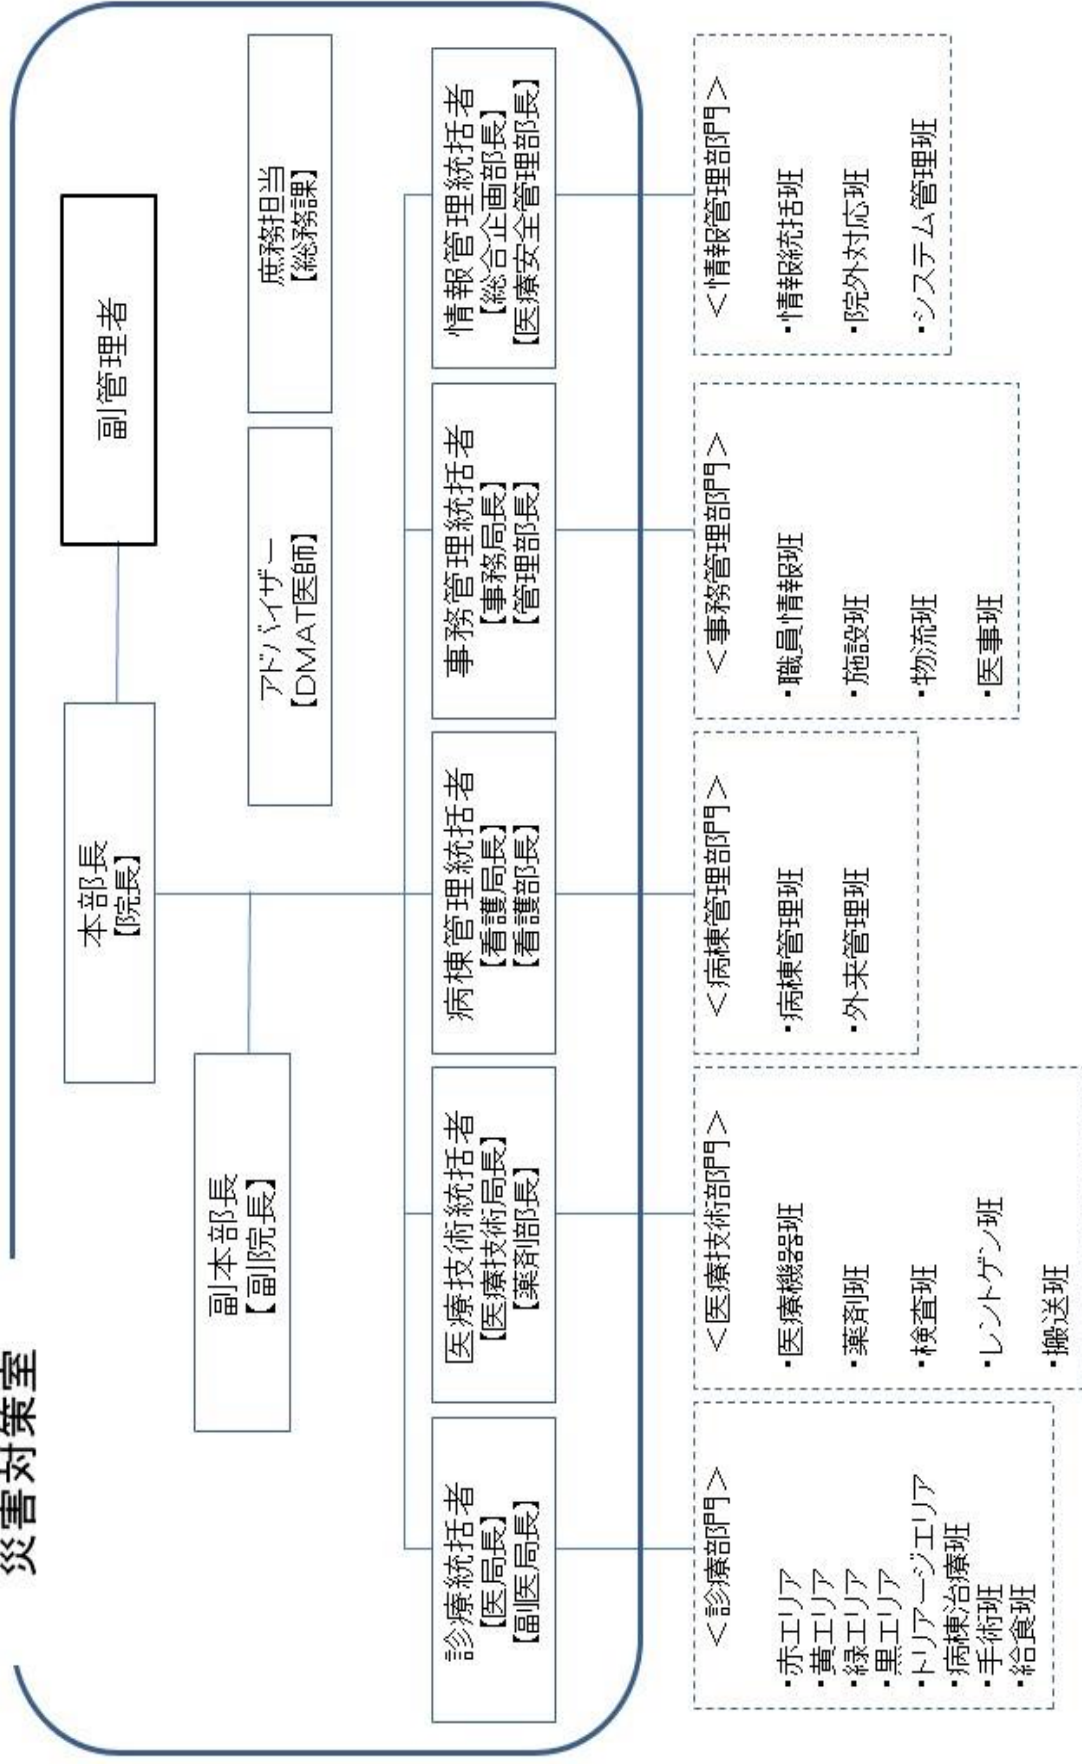 災害対策室
本部長
【院長】
副管理者
副本部長
【副院長】
アドバイザー
【DMAT医師】
庶務担当
【総務課】
診療統括者
【医局長】
【副医局長】
医療技術統括者
【医療技術局長】
【薬剤部長】
病棟管理統括者
【看護局長】
【看護部長】
事務管理統括者
【事務局長】
【管理部長】
情報管理統括者
【総合企画部長】
【医療安全管理部長】
＜診療部門＞
・赤エリア
・黄エリア
・緑エリア
・黒エリア
・トリアージエリア
・病棟治療班
・手術班
・給食班
＜医療技術部門＞
・医療機器班
・薬剤班
・検査班
・レントゲン班
・搬送班
＜病棟管理部門＞
・病棟管理班
・外来管理班
＜事務管理部門＞
・職員情報班
・施設班
・物流班
・医事班
＜情報管理部門＞
・情報統括班
・院外対応班
・システム管理班